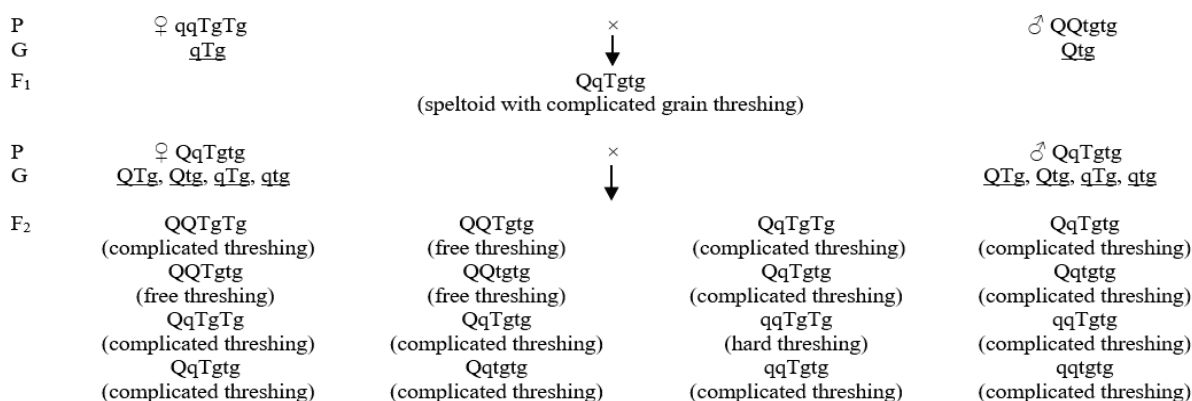 P ♀ qqTgTg × ♂ QQtgtg
G qTg Qtg
F1 QqTgtg
(speltoid with complicated grain threshing)
P ♀ QqTgtg × ♂ QqTgtg
G QTg, Qtg, qTg, qtg QTg, Qtg, qTg, qtg
F2 QQTgTg QQTgtg QqTgTg QqTgtg
(complicated threshing) (free threshing) (complicated threshing) (complicated threshing)
QQTgtg QQtgtg QqTgtg Qqtgtg
(free threshing) (free threshing) (complicated threshing) (complicated threshing)
QqTgTg QqTgtg qqTgTg qqTgtg
(complicated threshing) (complicated threshing) (hard threshing) (complicated threshing)
QqTgtg Qqtgtg qqTgtg qqtgtg
(complicated threshing) (complicated threshing) (complicated threshing) (complicated threshing)